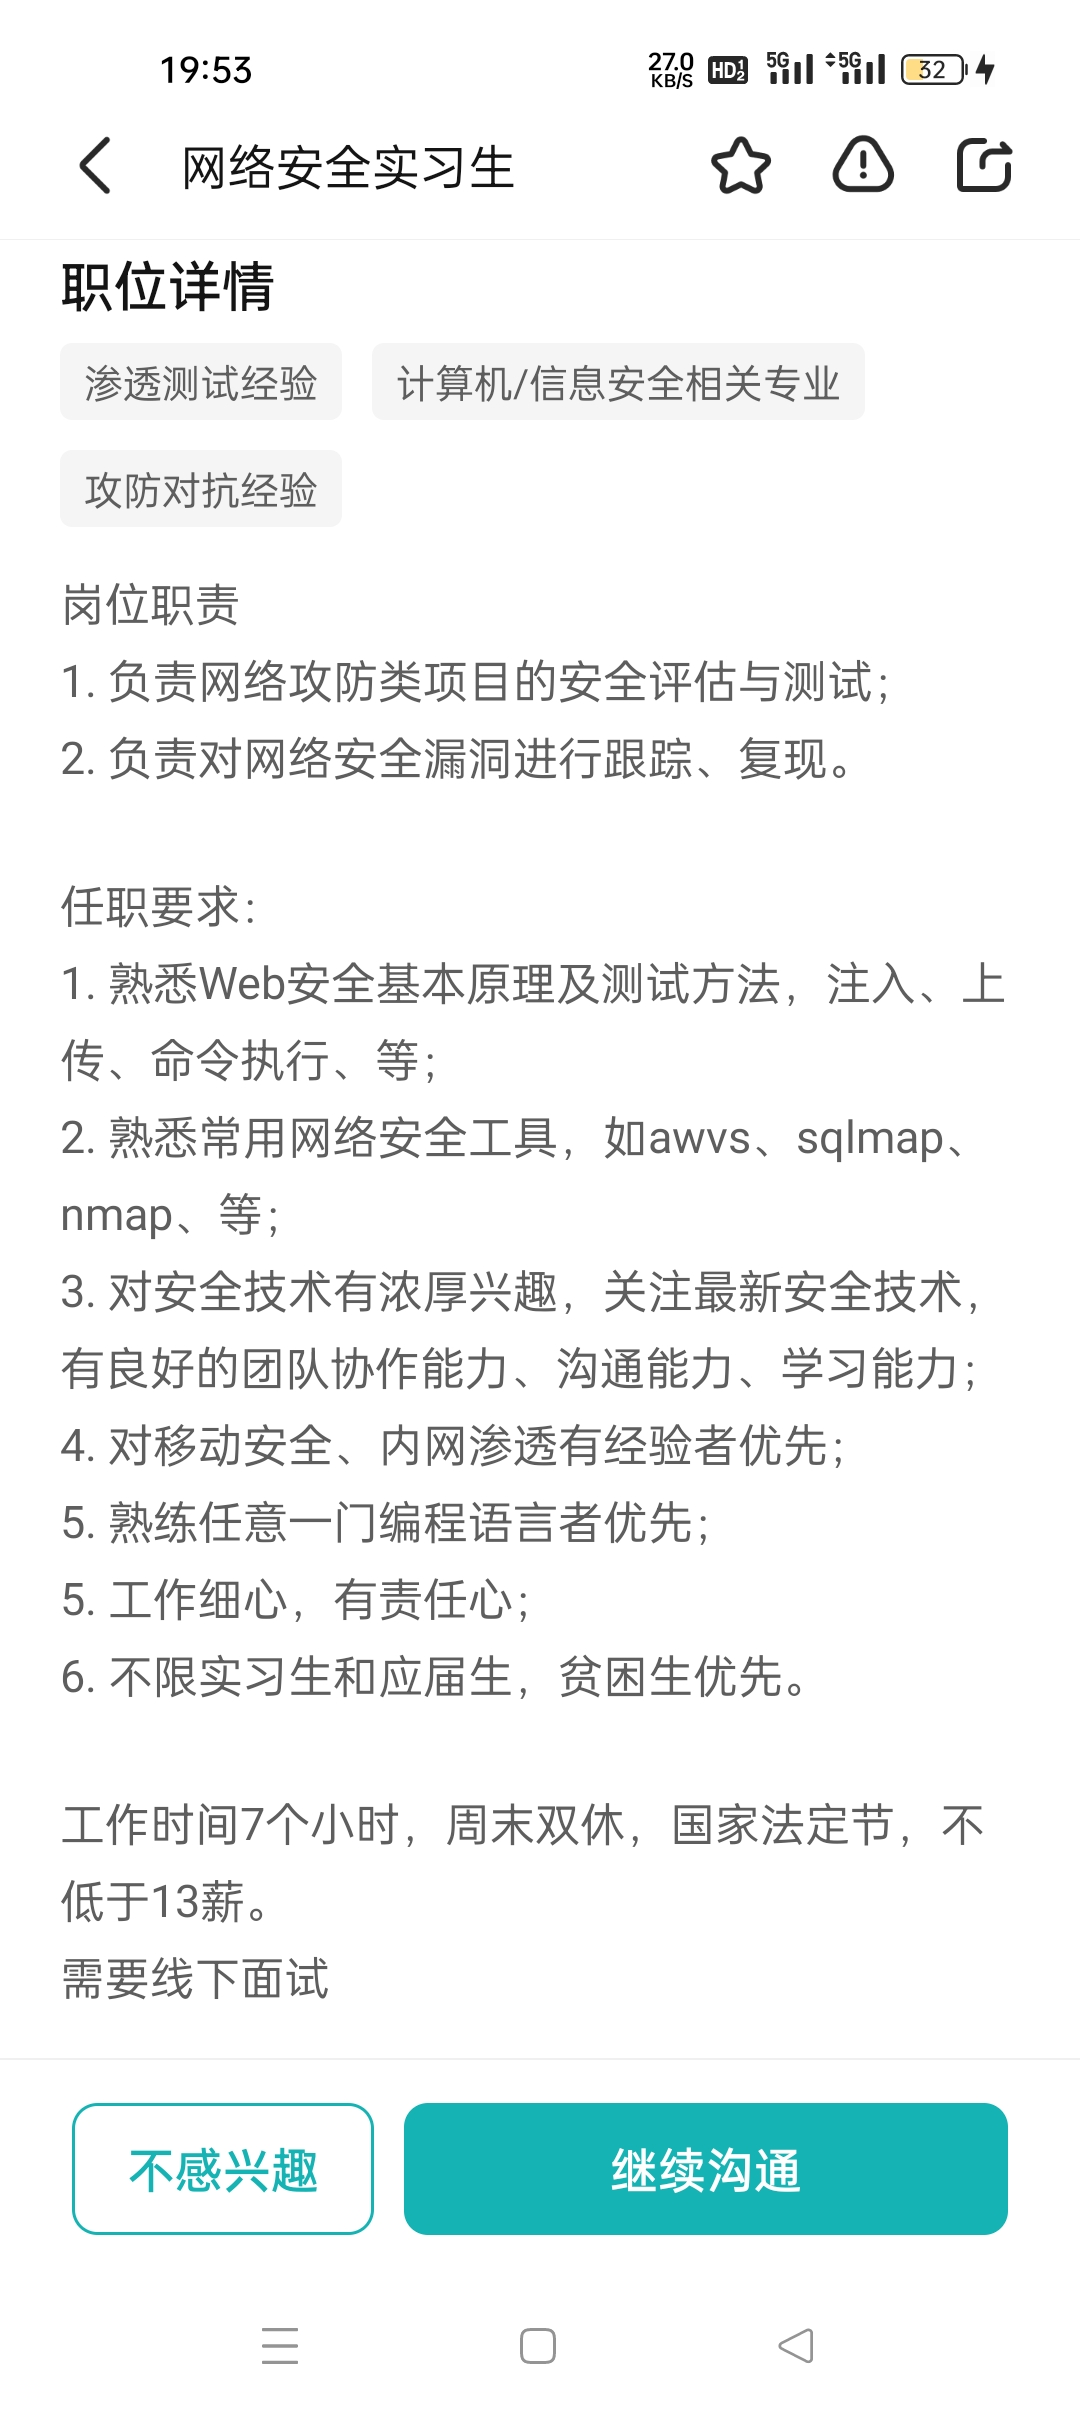 19:53
27.0 KB/S HD 1 2 5G 5G 32
网络安全实习生
职位详情
渗透测试经验 计算机/信息安全相关专业
攻防对抗经验
岗位职责
1. 负责网络攻防类项目的安全评估与测试；
2. 负责对网络安全漏洞进行跟踪、复现。
任职要求：
1. 熟悉Web安全基本原理及测试方法，注入、上
传、命令执行、等；
2. 熟悉常用网络安全工具，如awvs、sqlmap、
nmap、等；
3. 对安全技术有浓厚兴趣，关注最新安全技术，
有良好的团队协作能力、沟通能力、学习能力；
4. 对移动安全、内网渗透有经验者优先；
5. 熟练任意一门编程语言者优先；
5. 工作细心，有责任心；
6. 不限实习生和应届生，贫困生优先。
工作时间7个小时，周末双休，国家法定节，不
低于13薪。
需要线下面试
不感兴趣 继续沟通